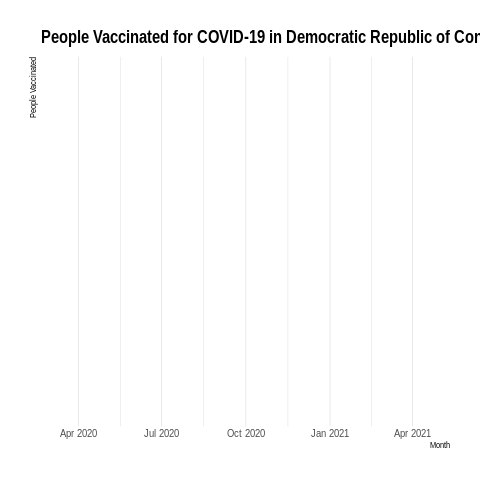 People Vaccinated for COVID-19 in Democratic Republic of Con
People Vaccinated
Apr 2020 Jul 2020 Oct 2020 Jan 2021 Apr 2021
Month